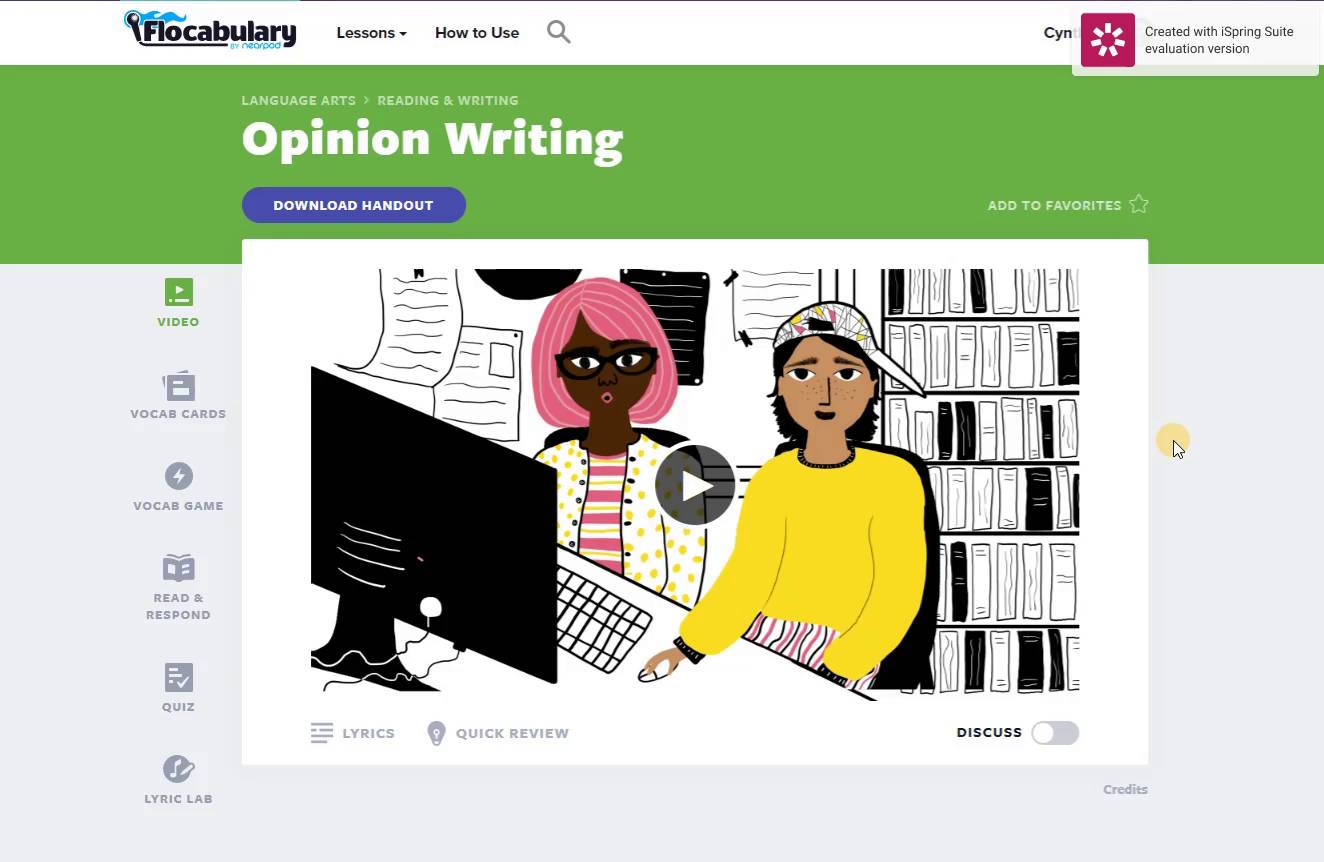 Flocabulary
BY nearpod
Lessons
How to Use
Cyn
Created with iSpring Suite
evaluation version
LANGUAGE ARTS > READING & WRITING
Opinion Writing
DOWNLOAD HANDOUT
ADD TO FAVORITES
VIDEO
VOCAB CARDS
VOCAB GAME
READ &
RESPOND
QUIZ
LYRIC LAB
LYRICS
QUICK REVIEW
DISCUSS
Credits